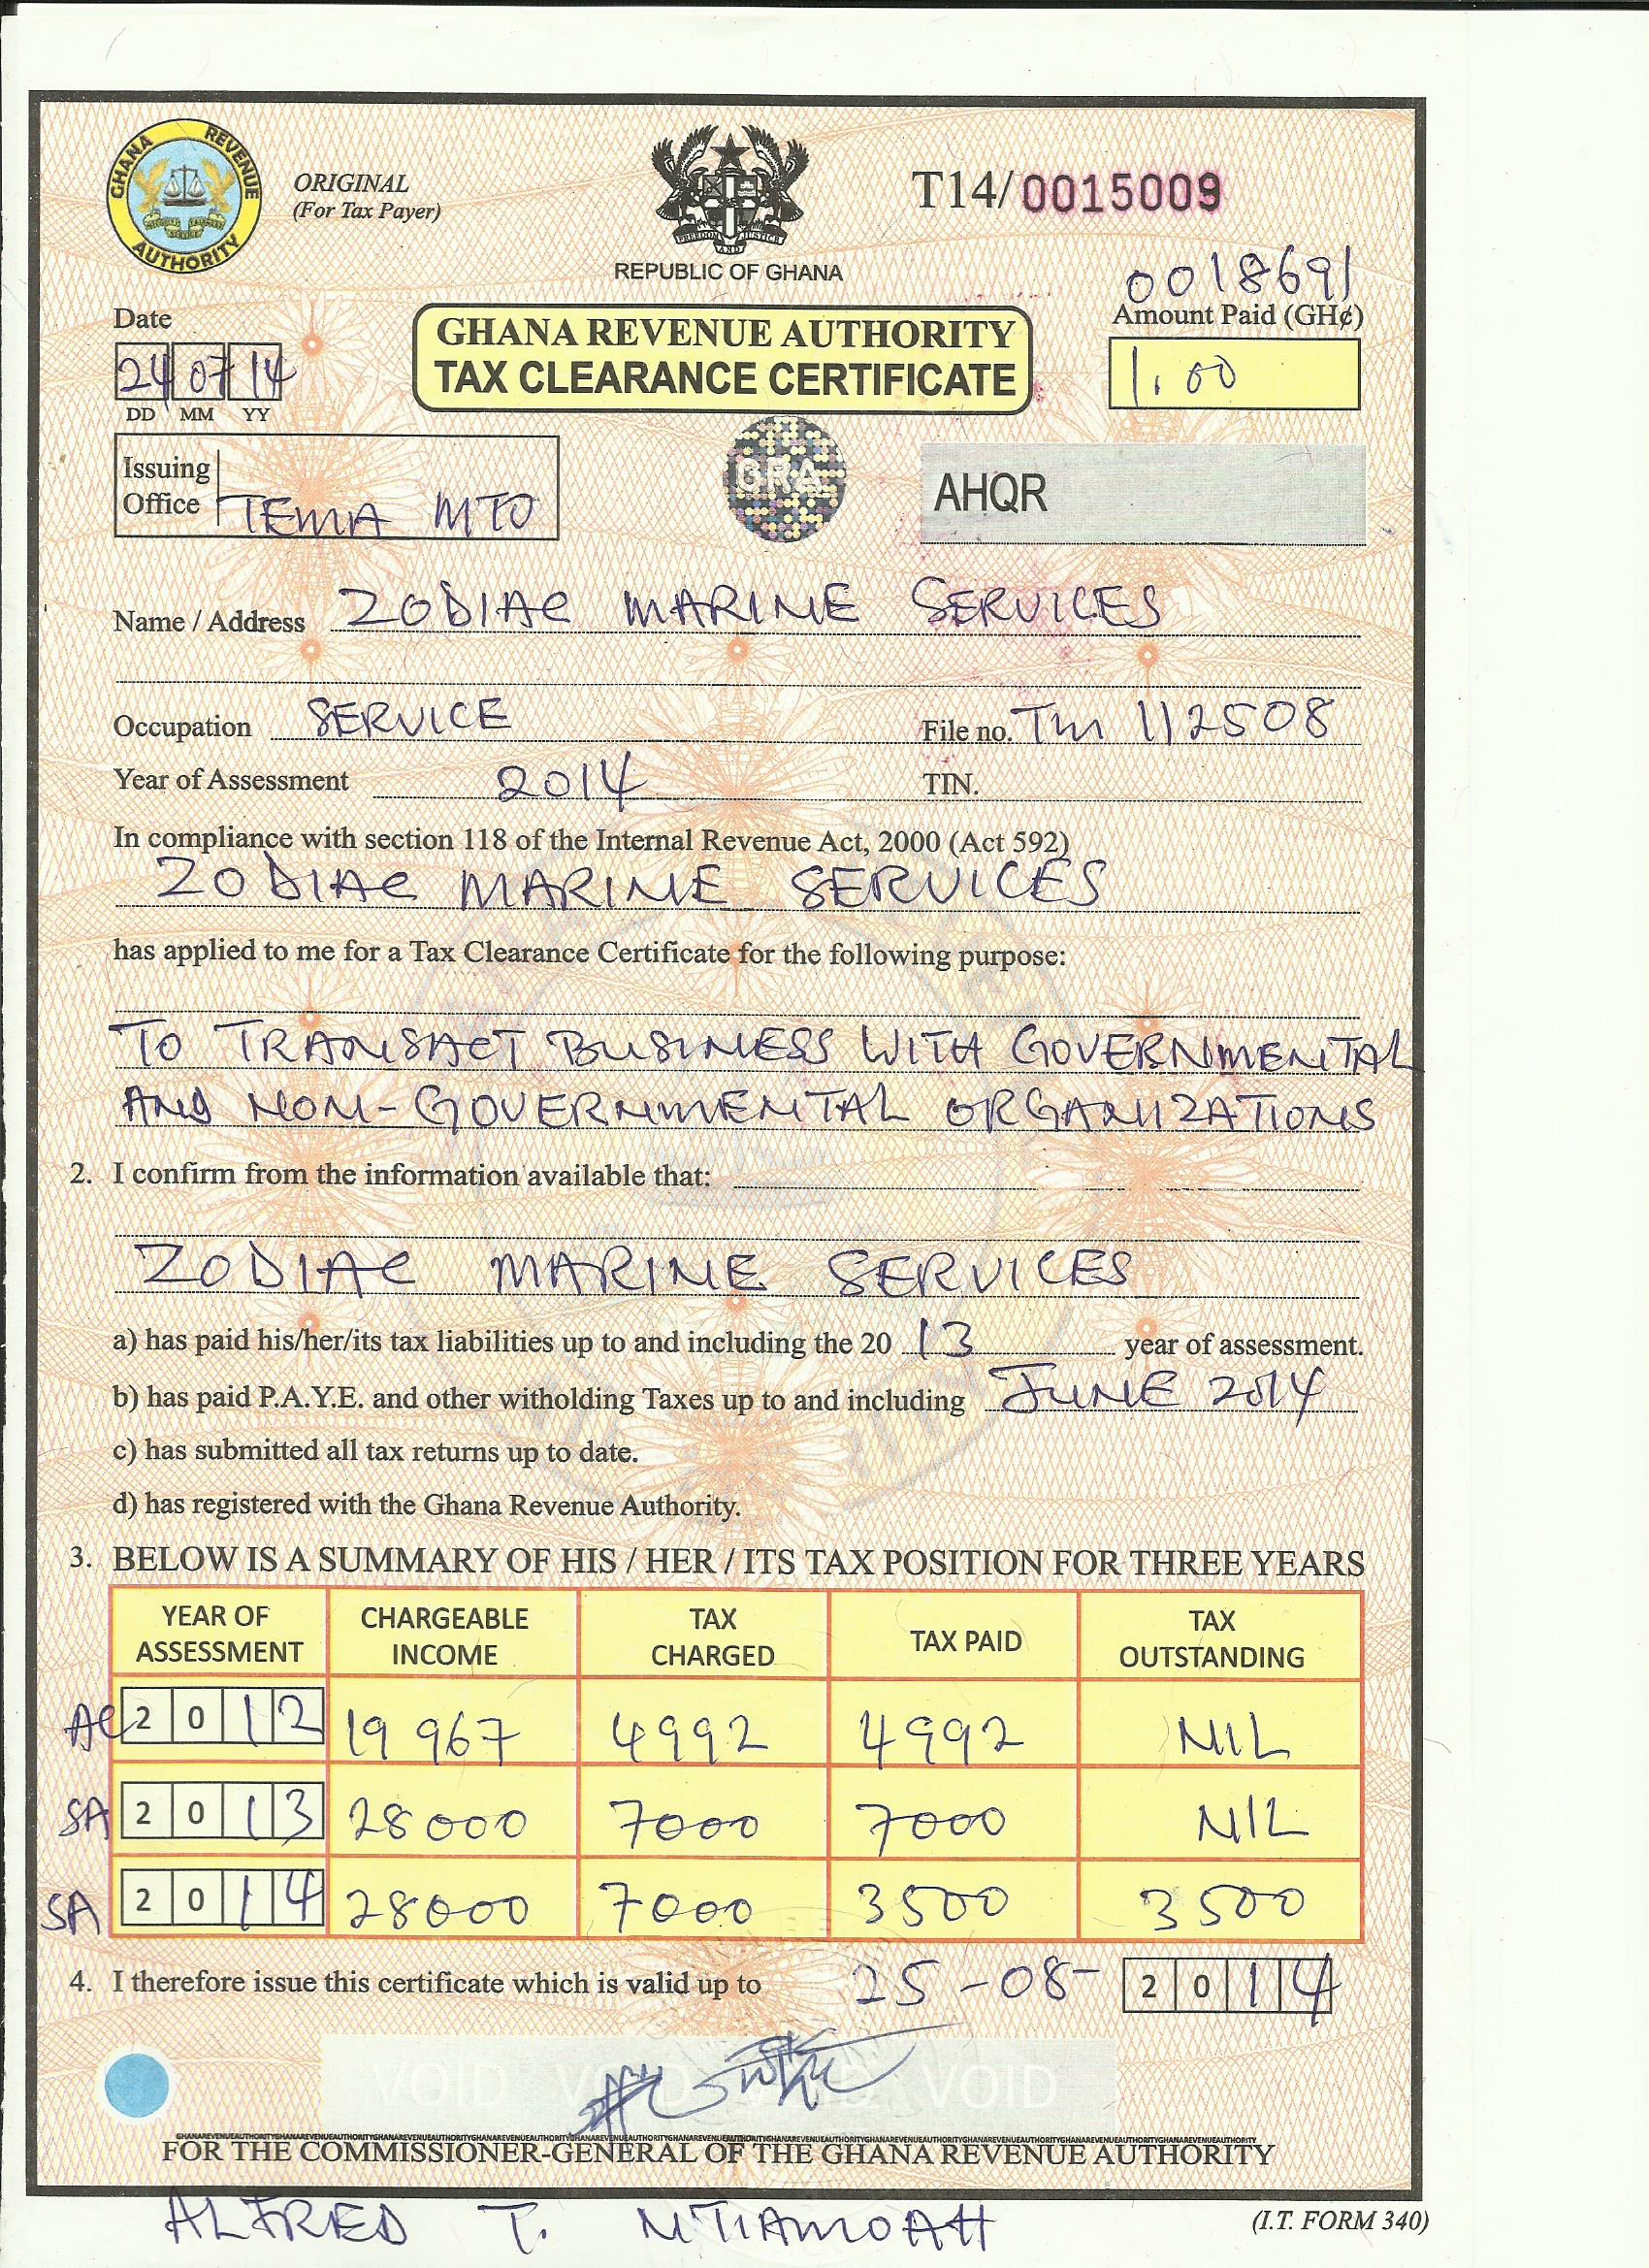 GHANA REVENUE AUTHORITY
ORIGINAL
(For Tax Payer)
FREEDOM AND JUSTICE
REPUBLIC OF GHANA
T14/0015009
0018691
Date
24 07 14
DD MM YY
GHANA REVENUE AUTHORITY
TAX CLEARANCE CERTIFICATE
Amount Paid (GH¢)
1.00
Issuing
Office TEMA MTO
GRA
AHQR
Name / Address ZODIAC MARINE SERVICES
Occupation SERVICE File no. Tm 112508
Year of Assessment 2014 TIN.
In compliance with section 118 of the Internal Revenue Act, 2000 (Act 592)
ZODIAC MARINE SERVICES
has applied to me for a Tax Clearance Certificate for the following purpose:
TO TRANSACT BUSINESS WITH GOVERNMENTAL
AND NON-GOVERNMENTAL ORGANIZATIONS
2. I confirm from the information available that:
ZODIAC MARINE SERVICES
a) has paid his/her/its tax liabilities up to and including the 20 13 year of assessment.
b) has paid P.A.Y.E. and other witholding Taxes up to and including JUNE 2014
c) has submitted all tax returns up to date.
d) has registered with the Ghana Revenue Authority.
3. BELOW IS A SUMMARY OF HIS / HER / ITS TAX POSITION FOR THREE YEARS
YEAR OF ASSESSMENT CHARGEABLE INCOME TAX CHARGED TAX PAID TAX OUTSTANDING
AC 2012 19 967 4992 4992 NIL
SA 2013 28000 7000 7000 NIL
SA 2014 28000 7000 3500 3500
4. I therefore issue this certificate which is valid up to 25-08-2014
VOID VOID VOID VOID
GHANAREVENUEAUTHORITYGHANAREVENUEAUTHORITYGHANAREVENUEAUTHORITYGHANAREVENUEAUTHORITY
FOR THE COMMISSIONER-GENERAL OF THE GHANA REVENUE AUTHORITY
ALFRED T. NTIAMOAH
(I.T. FORM 340)